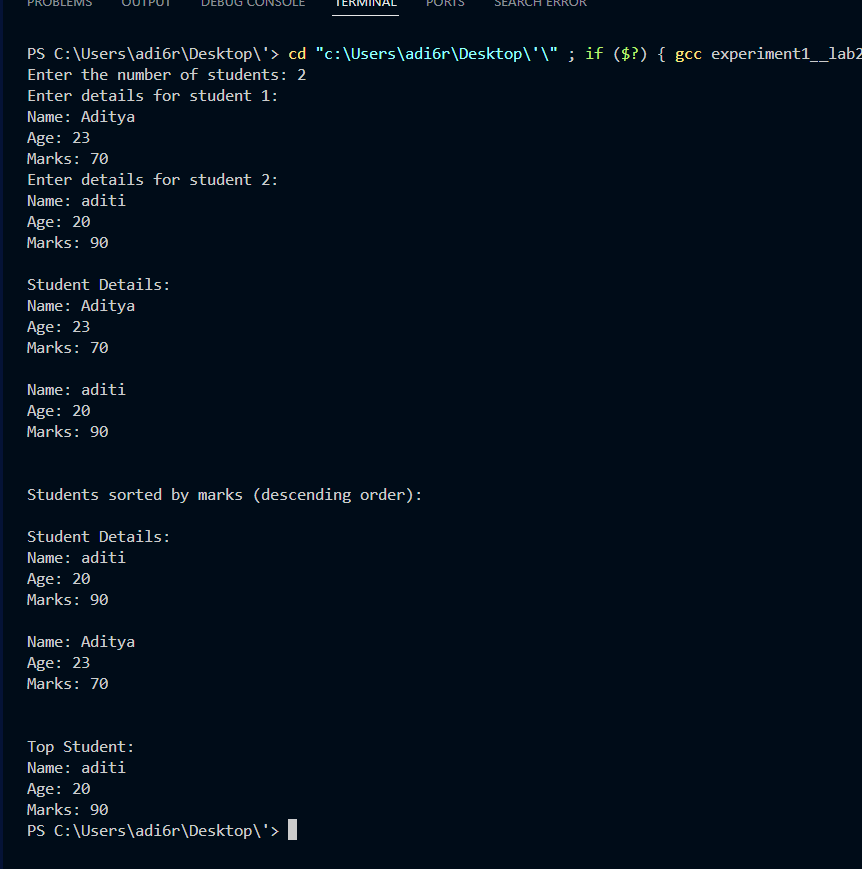 PROBLEMS OUTPUT DEBUG CONSOLE TERMINAL PORTS SEARCH ERROR
PS C:\Users\adi6r\Desktop\'> cd "c:\Users\adi6r\Desktop\'\" ; if ($?) { gcc experiment1__lab2
Enter the number of students: 2
Enter details for student 1:
Name: Aditya
Age: 23
Marks: 70
Enter details for student 2:
Name: aditi
Age: 20
Marks: 90
Student Details:
Name: Aditya
Age: 23
Marks: 70
Name: aditi
Age: 20
Marks: 90
Students sorted by marks (descending order):
Student Details:
Name: aditi
Age: 20
Marks: 90
Name: Aditya
Age: 23
Marks: 70
Top Student:
Name: aditi
Age: 20
Marks: 90
PS C:\Users\adi6r\Desktop\'>